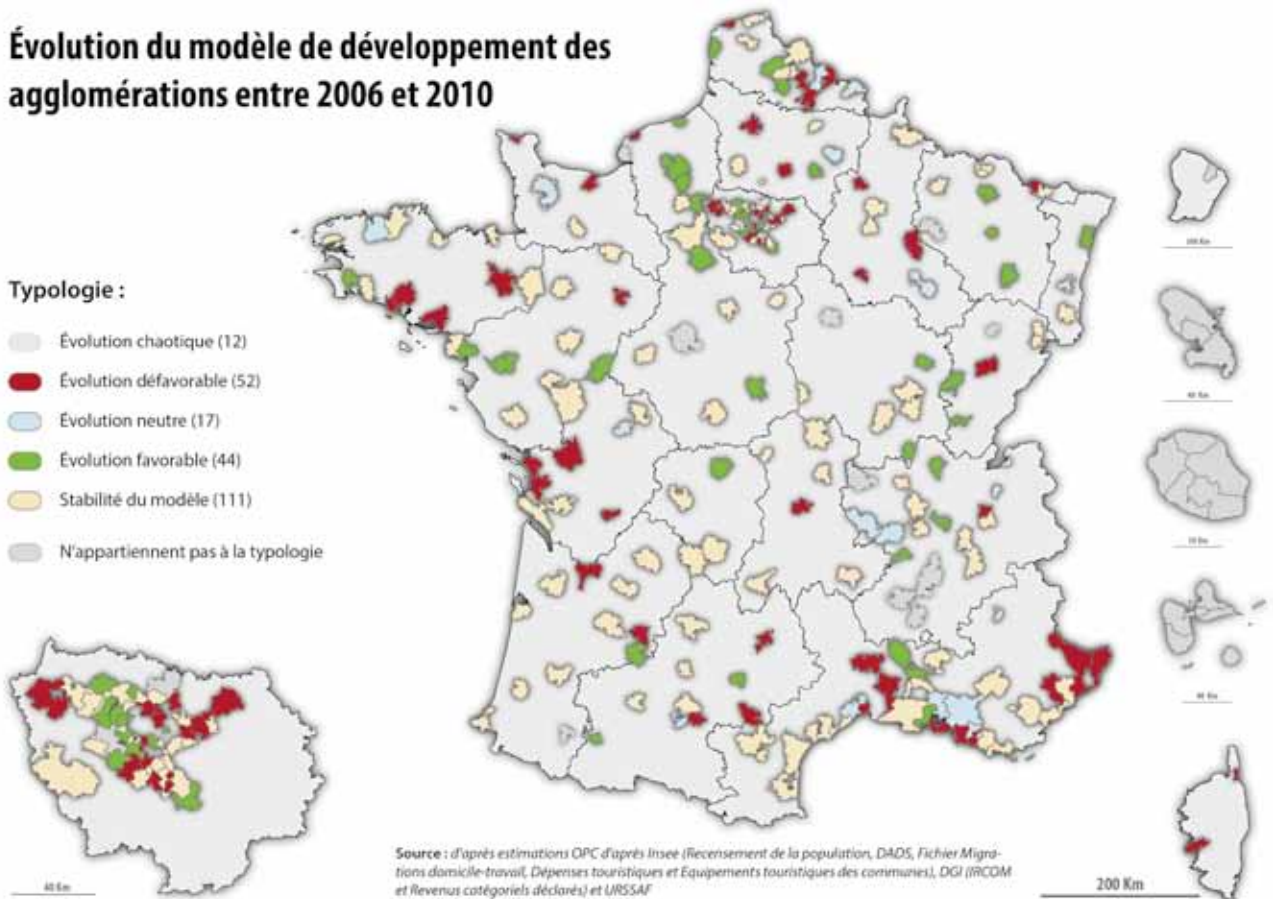 Évolution du modèle de développement des
agglomérations entre 2006 et 2010
Typologie :
Évolution chaotique (12)
Évolution défavorable (52)
Évolution neutre (17)
Évolution favorable (44)
Stabilité du modèle (111)
N'appartiennent pas à la typologie
40 Km
Source : d'après estimations OPC d'après Insee (Recensement de la population, DADS, Fichier Migra-
tions domicile-travail, Dépenses touristiques et Equipements touristiques des communes), DGI (IRCOM
et Revenus catégoriels déclarés) et URSSAF
200 Km